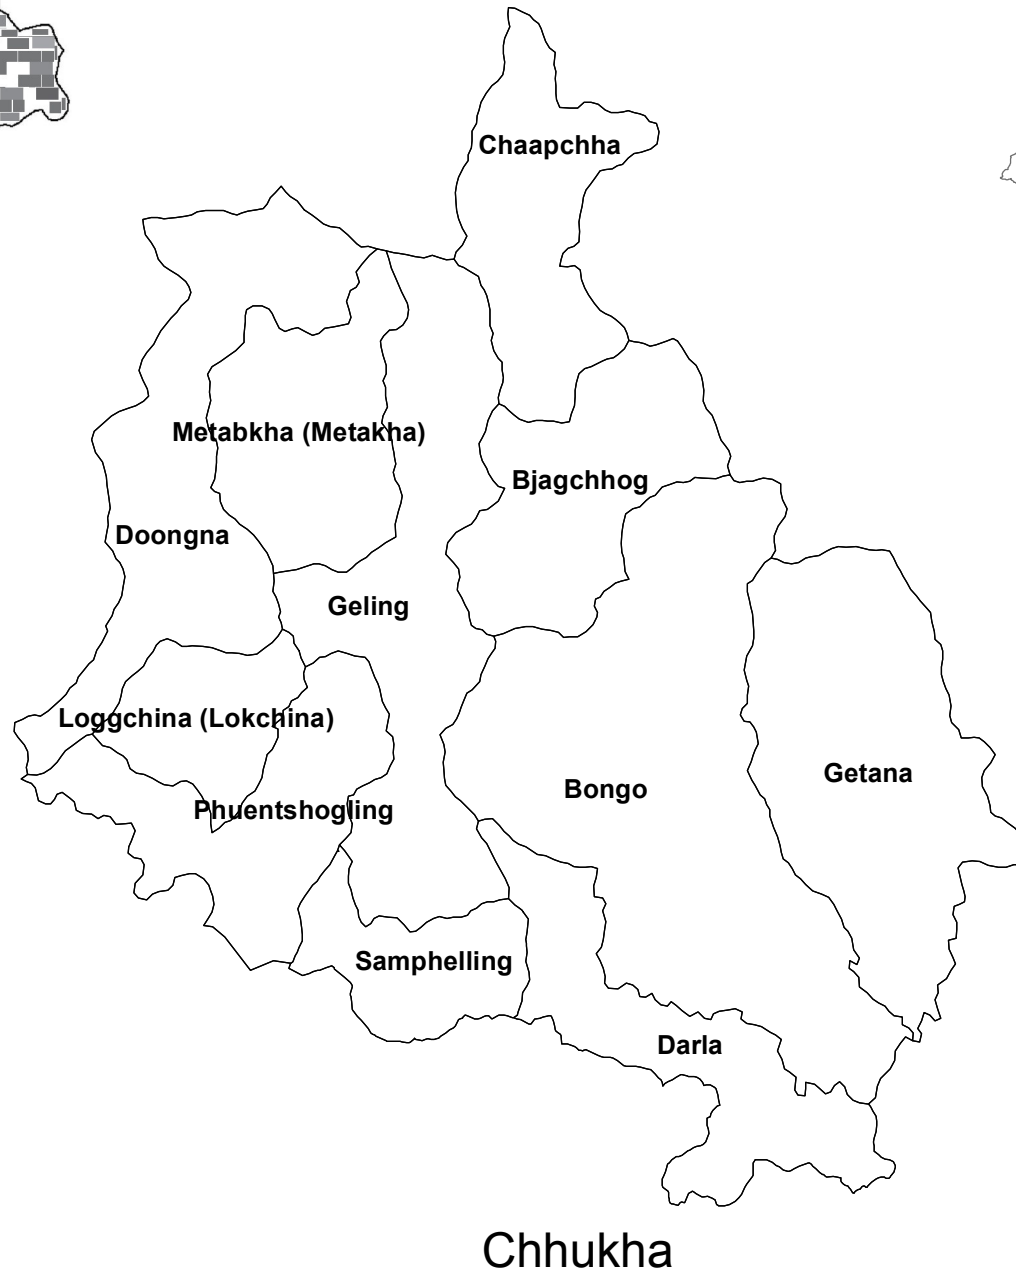 Chaapchha
Metabkha (Metakha)
Bjagchhog
Doongna
Geling
Loggchina (Lokchina)
Getana
Bongo
Phuentshogling
Samphelling
Darla
Chhukha